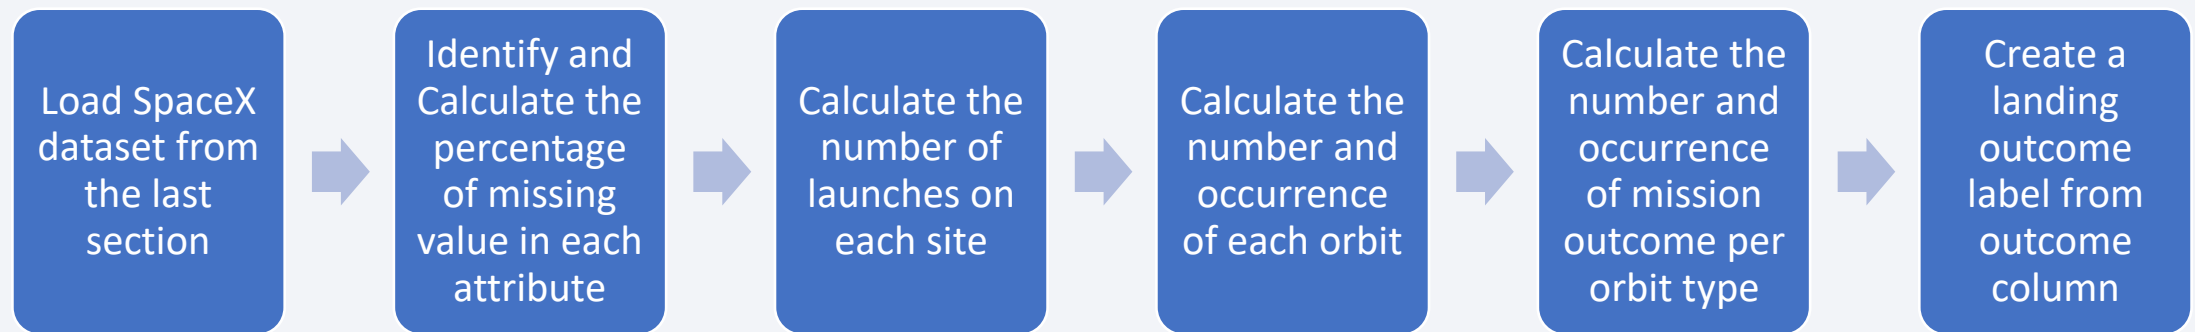 Load SpaceX
dataset from
the last
section
Identify and
Calculate the
percentage
of missing
value in each
attribute
Calculate the
number of
launches on
each site
Calculate the
number and
occurrence
of each orbit
Calculate the
number and
occurrence
of mission
outcome per
orbit type
Create a
landing
outcome
label from
outcome
column